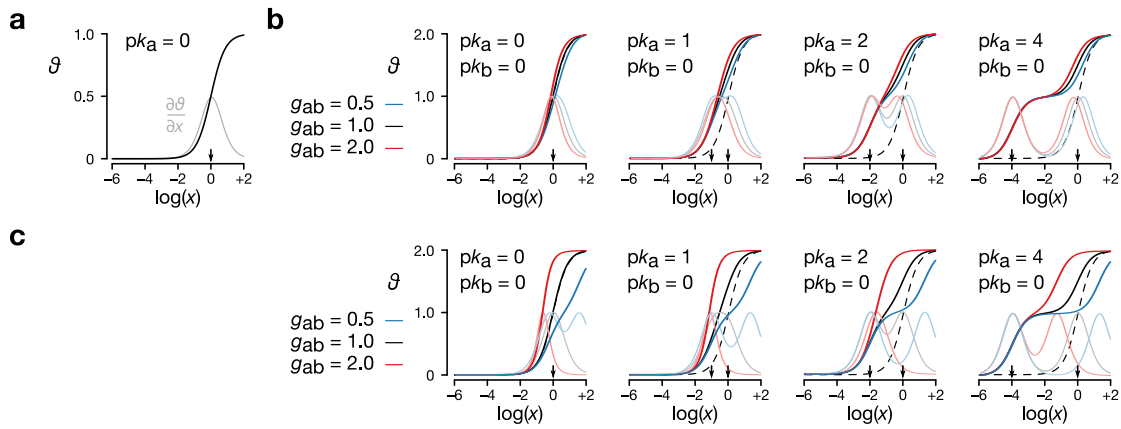 a
pka = 0
1.0
ϑ
0.5
∂ϑ
∂x
0
−6 −4 −2 0 +2
log(x)
b
pka = 0
pkb = 0
pka = 1
pkb = 0
pka = 2
pkb = 0
pka = 4
pkb = 0
2.0
ϑ
1.0
0
gab = 0.5
gab = 1.0
gab = 2.0
−6 −4 −2 0 +2
−6 −4 −2 0 +2
−6 −4 −2 0 +2
−6 −4 −2 0 +2
log(x)
log(x)
log(x)
log(x)
c
pka = 0
pkb = 0
pka = 1
pkb = 0
pka = 2
pkb = 0
pka = 4
pkb = 0
2.0
ϑ
1.0
0
gab = 0.5
gab = 1.0
gab = 2.0
−6 −4 −2 0 +2
−6 −4 −2 0 +2
−6 −4 −2 0 +2
−6 −4 −2 0 +2
log(x)
log(x)
log(x)
log(x)